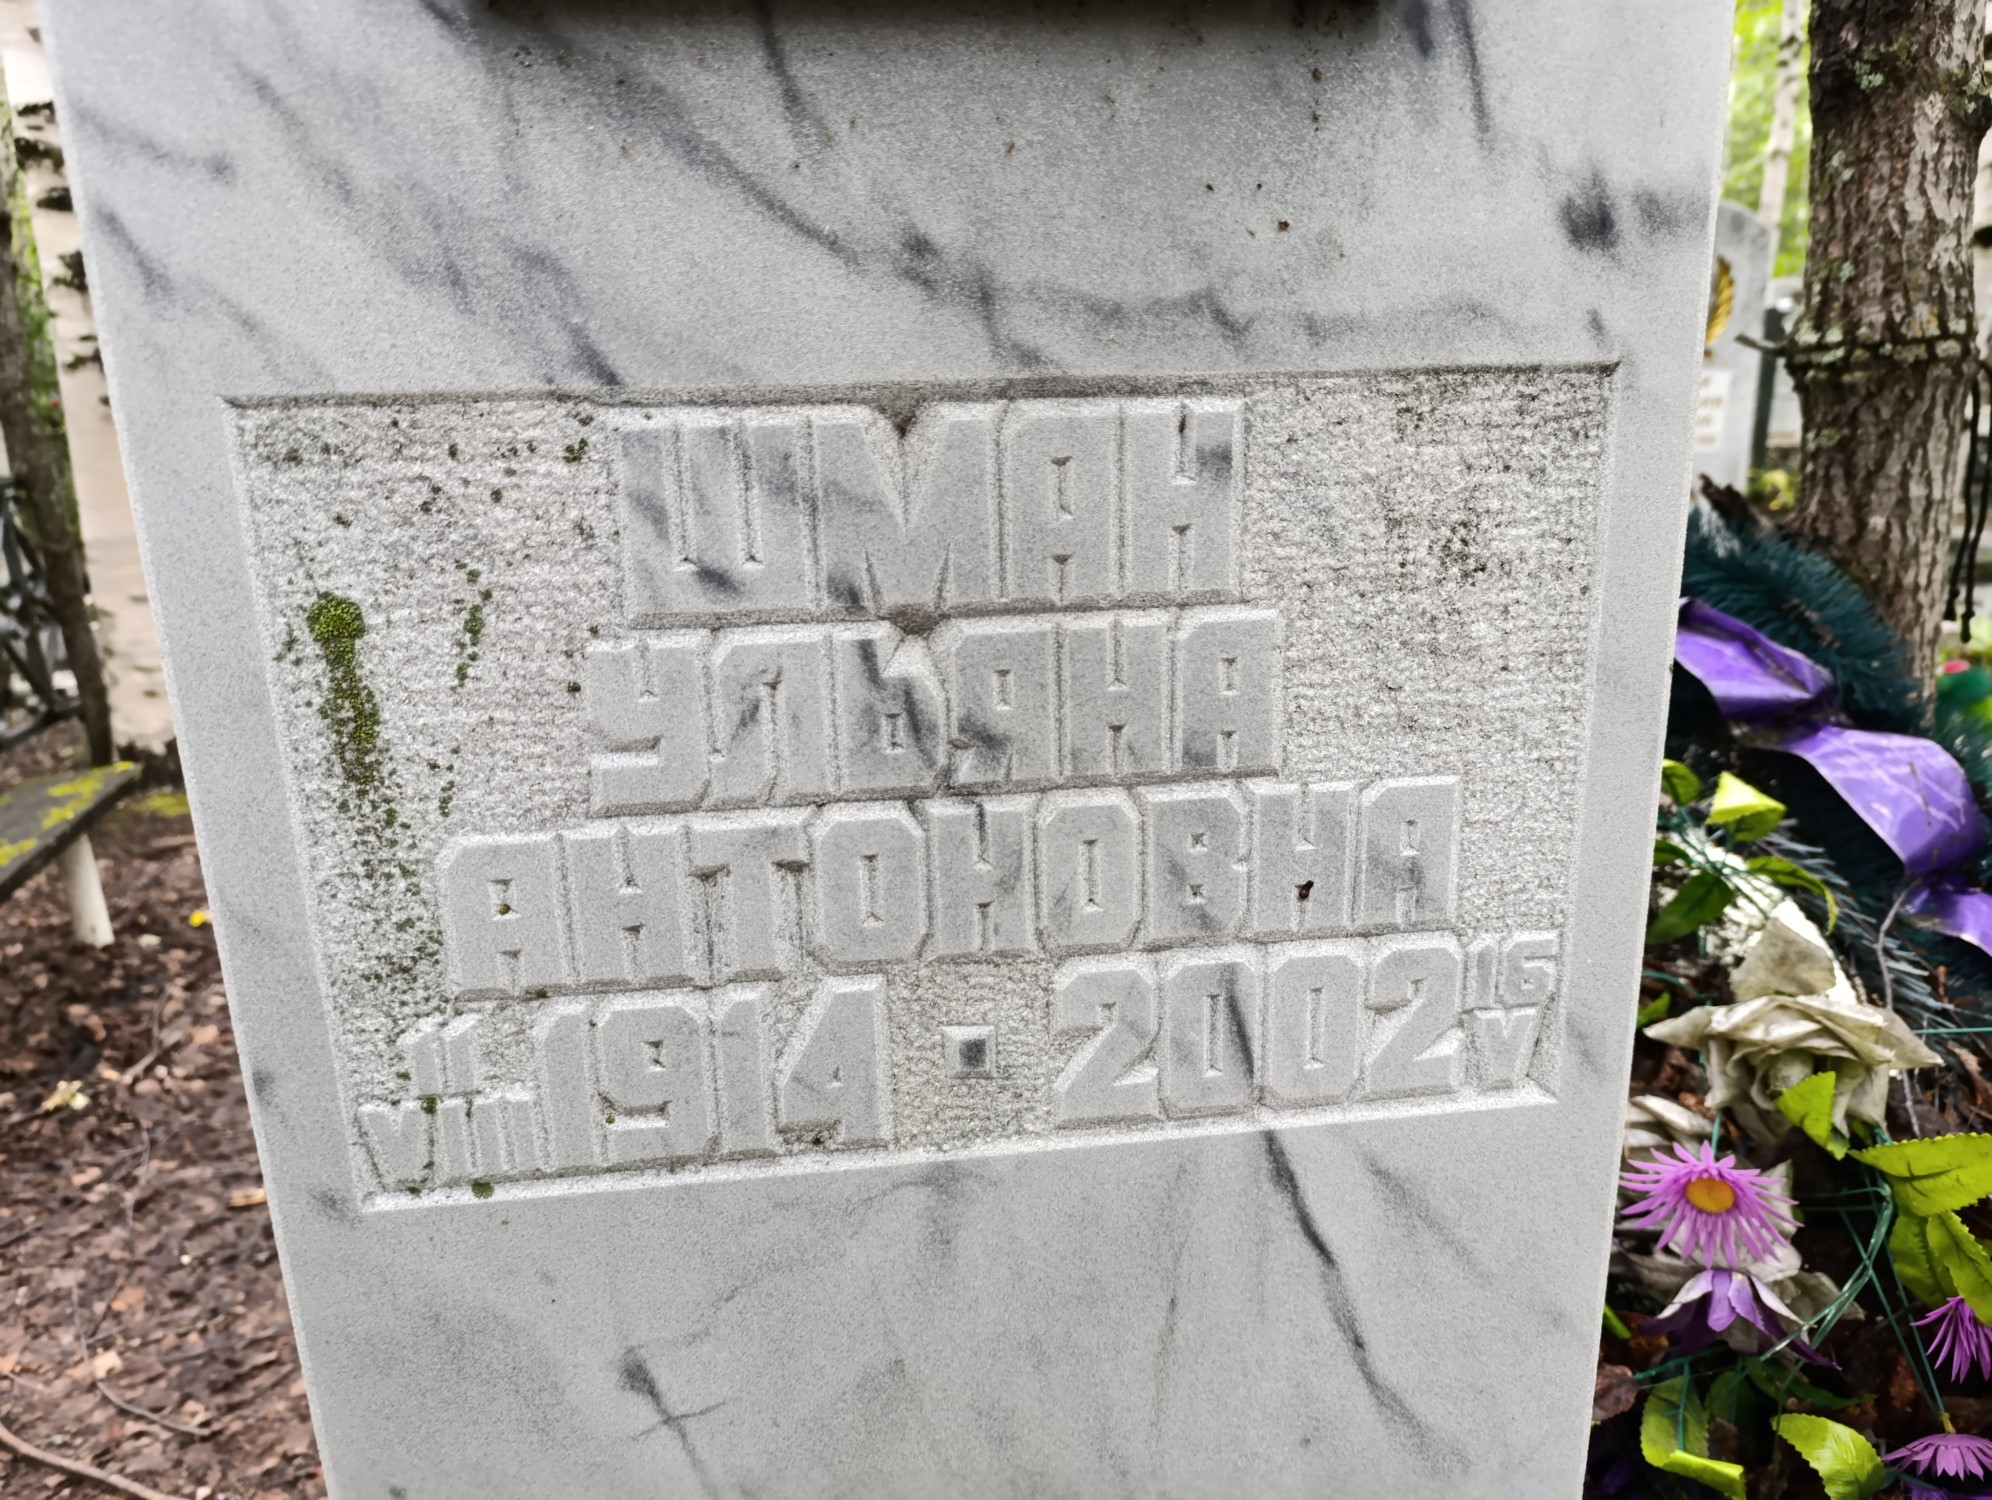 ШМАН
УЛЬЯНА
АНТОНОВНА
11 VIII 1914 - 2002 16 V